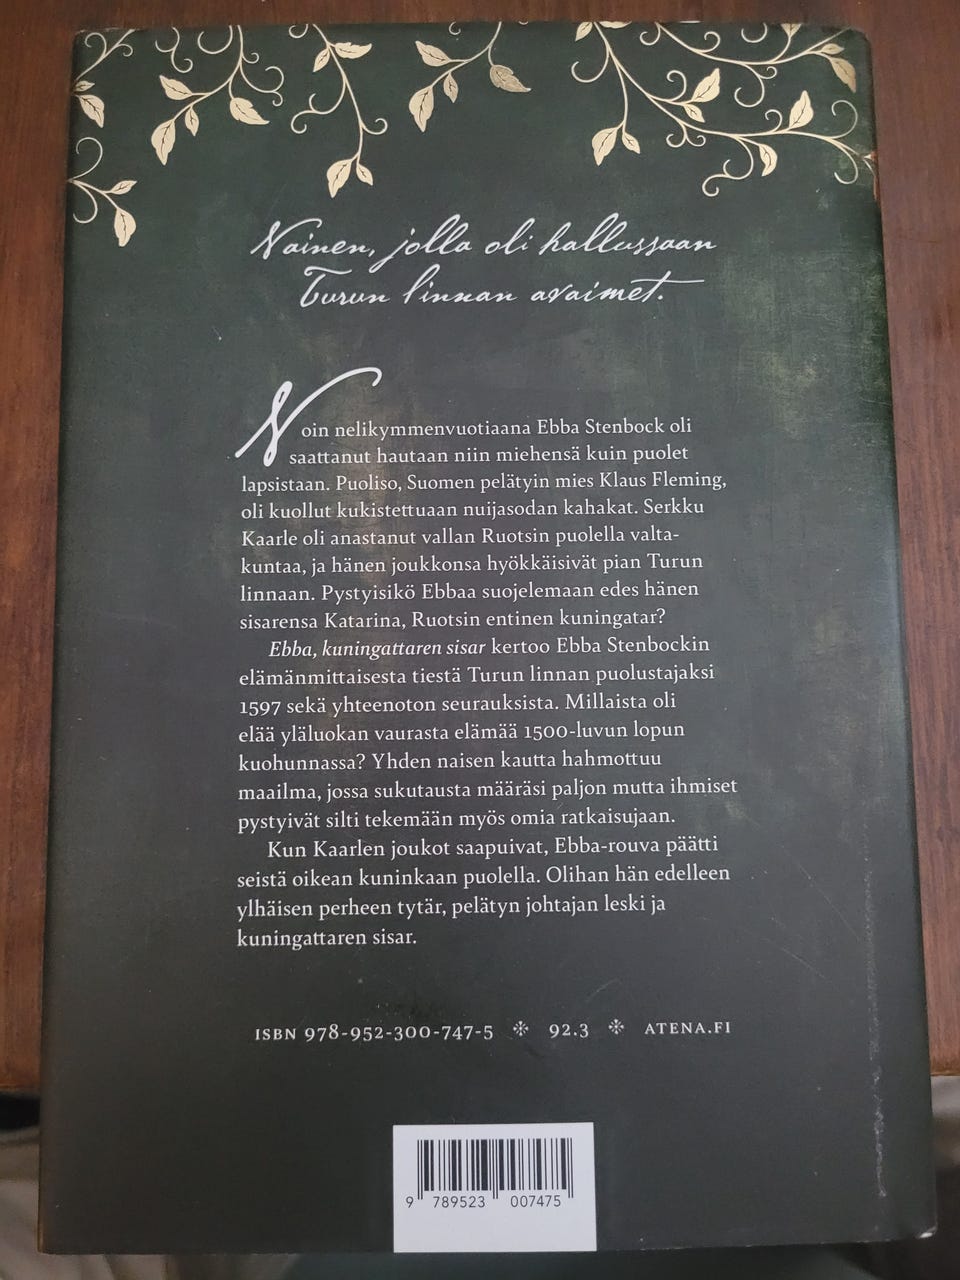 Nainen, jolla oli hallussaan
Turun linnan avaimet.
Noin nelikymmenvuotiaana Ebba Stenbock oli
saattanut hautaan niin miehensä kuin puolet
lapsistaan. Puoliso, Suomen pelätyin mies Klaus Fleming,
oli kuollut kukistettuaan nuijasodan kahakat. Serkku
Kaarle oli anastanut vallan Ruotsin puolella valta-
kuntaa, ja hänen joukkonsa hyökkäisivät pian Turun
linnaan. Pystyisikö Ebbaa suojelemaan edes hänen
sisarensa Katarina, Ruotsin entinen kuningatar?
Ebba, kuningattaren sisar kertoo Ebba Stenbockin
elämänmittaisesta tiestä Turun linnan puolustajaksi
1597 sekä yhteenoton seurauksista. Millaista oli
elää yläluokan vaurasta elämää 1500-luvun lopun
kuohunnassa? Yhden naisen kautta hahmottuu
maailma, jossa sukutausta määräsi paljon mutta ihmiset
pystyivät silti tekemään myös omia ratkaisujaan.
Kun Kaarlen joukot saapuivat, Ebba-rouva päätti
seistä oikean kuninkaan puolella. Olihan hän edelleen
ylhäisen perheen tytär, pelätyn johtajan leski ja
kuningattaren sisar.
ISBN 978-952-300-747-5 ❉ 92.3 ❉ ATENA.FI
9 789523 007475